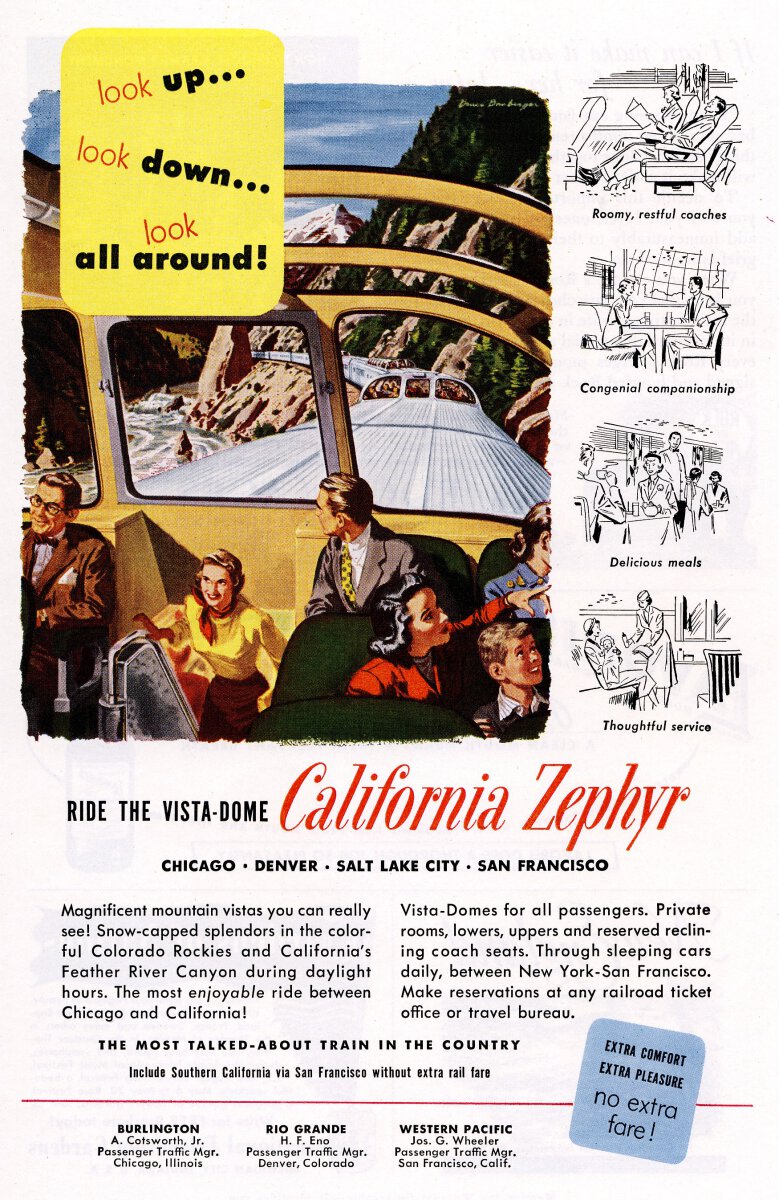 look up...
look down...
look
all around!
Roomy, restful coaches
Congenial companionship
Delicious meals
Thoughtful service
RIDE THE VISTA-DOME California Zephyr
CHICAGO · DENVER · SALT LAKE CITY · SAN FRANCISCO
Magnificent mountain vistas you can really
see! Snow-capped splendors in the color-
ful Colorado Rockies and California's
Feather River Canyon during daylight
hours. The most enjoyable ride between
Chicago and California!
Vista-Domes for all passengers. Private
rooms, lowers, uppers and reserved reclin-
ing coach seats. Through sleeping cars
daily, between New York-San Francisco.
Make reservations at any railroad ticket
office or travel bureau.
THE MOST TALKED-ABOUT TRAIN IN THE COUNTRY
Include Southern California via San Francisco without extra rail fare
EXTRA COMFORT
EXTRA PLEASURE
no extra
fare!
BURLINGTON
A. Cotsworth, Jr.
Passenger Traffic Mgr.
Chicago, Illinois
RIO GRANDE
H. F. Eno
Passenger Traffic Mgr.
Denver, Colorado
WESTERN PACIFIC
Jos. G. Wheeler
Passenger Traffic Mgr.
San Francisco, Calif.